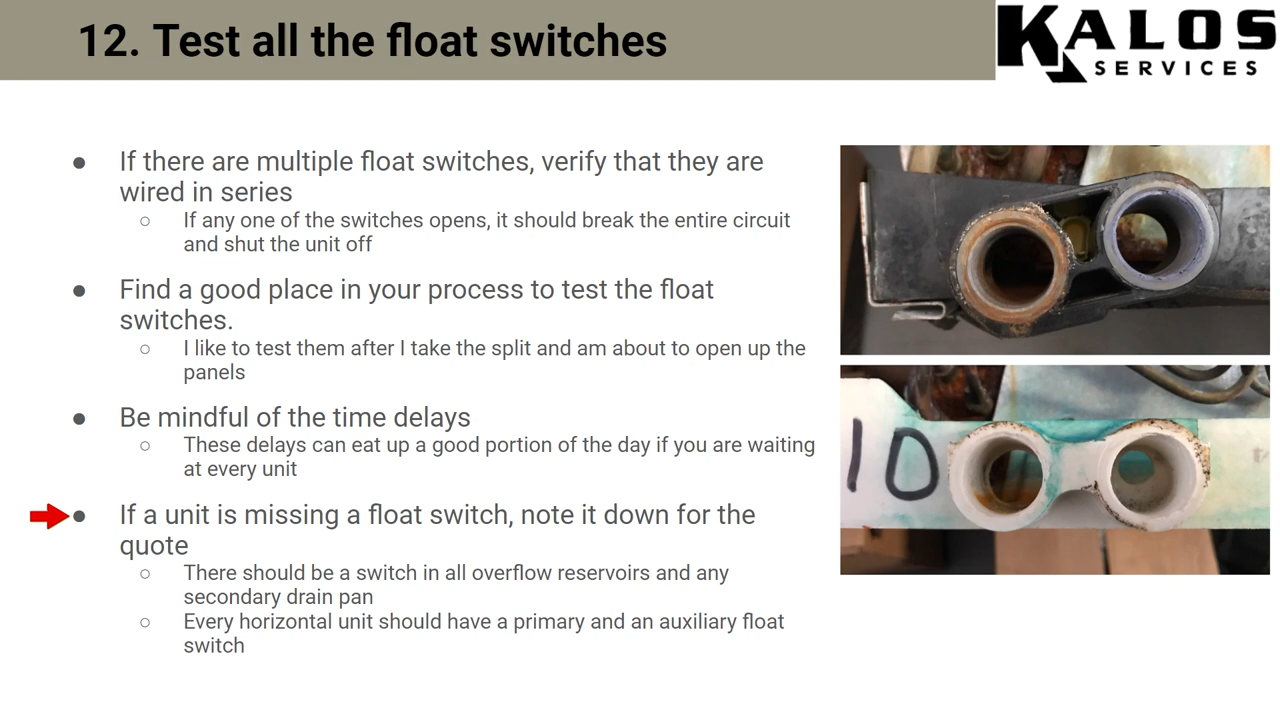 12. Test all the float switches
KALOS
SERVICES
● If there are multiple float switches, verify that they are
wired in series
○ If any one of the switches opens, it should break the entire circuit
and shut the unit off
● Find a good place in your process to test the float
switches.
○ I like to test them after I take the split and am about to open up the
panels
● Be mindful of the time delays
○ These delays can eat up a good portion of the day if you are waiting
at every unit
● If a unit is missing a float switch, note it down for the
quote
○ There should be a switch in all overflow reservoirs and any
secondary drain pan
○ Every horizontal unit should have a primary and an auxiliary float
switch
10